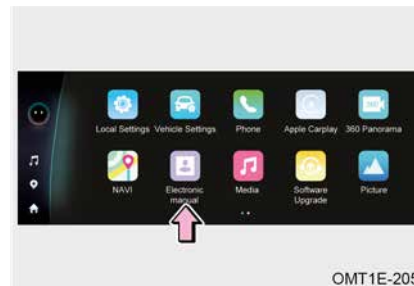 Local Settings Vehicle Settings Phone Apple Carplay 360 Panorama
NAVI Electronic manual Media Software Upgrade Picture
OMT1E-205